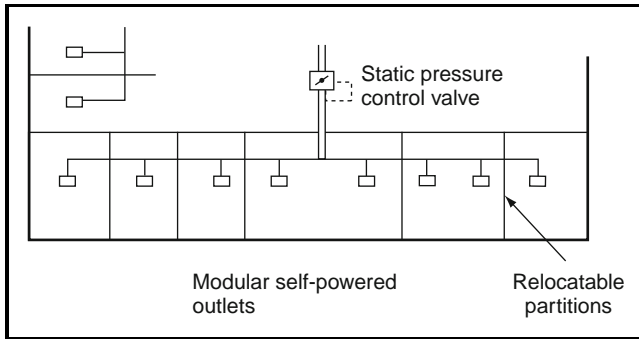 Static pressure
control valve
Modular self-powered
outlets
Relocatable
partitions